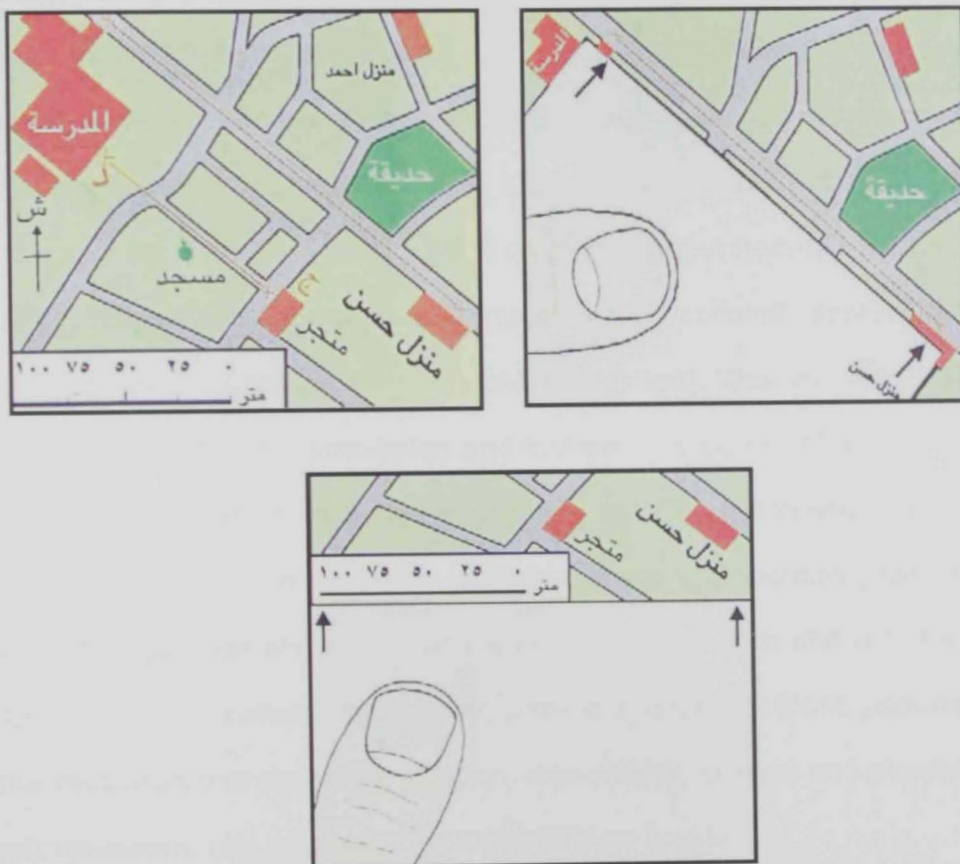 منزل احمد
المدرسة
حديقة
ش
مسجد
متجر
منزل حسن
١٠٠ ٧٥ ٥٠ ٢٥ ٠
متر
المدرسة
حديقة
منزل حسن
متجر
منزل حسن
١٠٠ ٧٥ ٥٠ ٢٥ ٠
متر